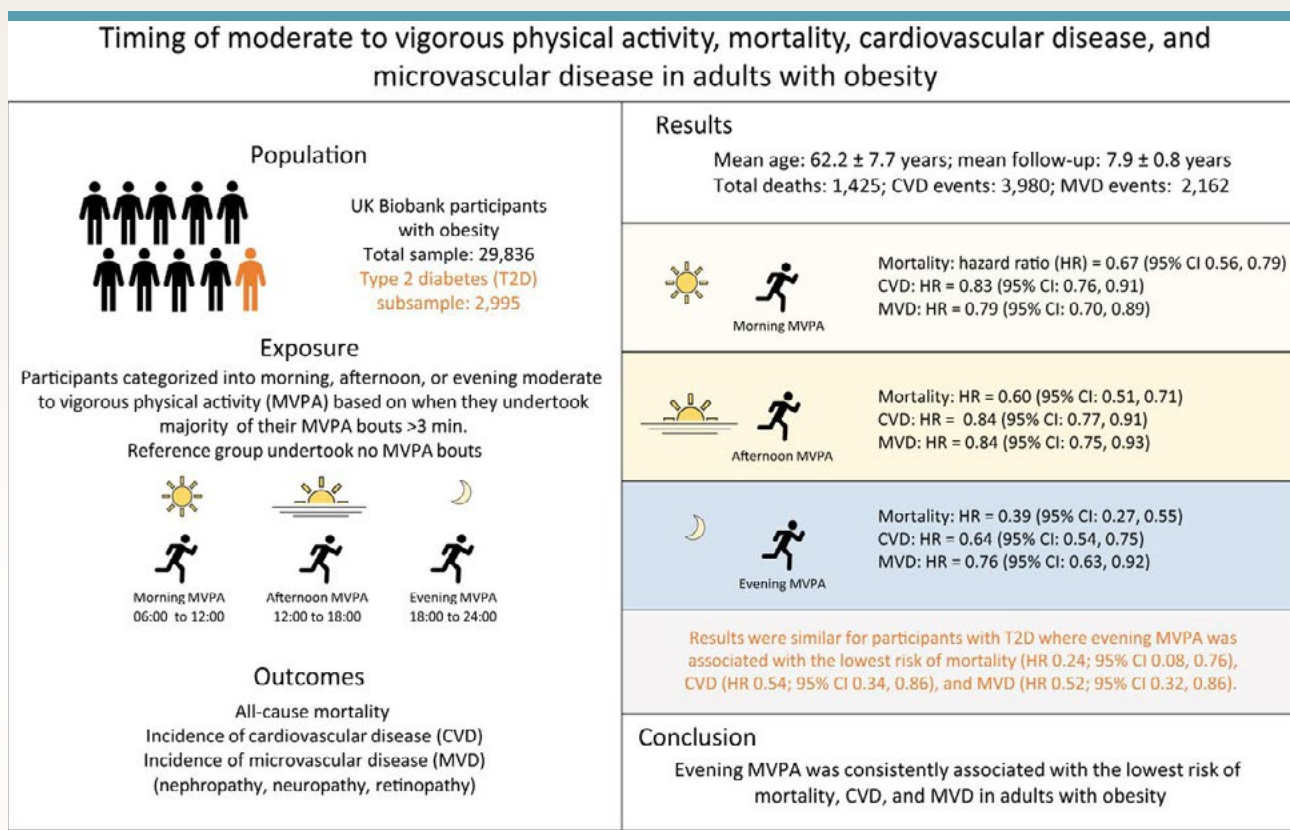 Timing of moderate to vigorous physical activity, mortality, cardiovascular disease, and
microvascular disease in adults with obesity
Population
UK Biobank participants
with obesity
Total sample: 29,836
Type 2 diabetes (T2D)
subsample: 2,995
Exposure
Participants categorized into morning, afternoon, or evening moderate
to vigorous physical activity (MVPA) based on when they undertook
majority of their MVPA bouts >3 min.
Reference group undertook no MVPA bouts
Morning MVPA
06:00 to 12:00
Afternoon MVPA
12:00 to 18:00
Evening MVPA
18:00 to 24:00
Outcomes
All-cause mortality
Incidence of cardiovascular disease (CVD)
Incidence of microvascular disease (MVD)
(nephropathy, neuropathy, retinopathy)
Results
Mean age: 62.2 ± 7.7 years; mean follow-up: 7.9 ± 0.8 years
Total deaths: 1,425; CVD events: 3,980; MVD events: 2,162
Morning MVPA
Mortality: hazard ratio (HR) = 0.67 (95% CI 0.56, 0.79)
CVD: HR = 0.83 (95% CI: 0.76, 0.91)
MVD: HR = 0.79 (95% CI: 0.70, 0.89)
Afternoon MVPA
Mortality: HR = 0.60 (95% CI: 0.51, 0.71)
CVD: HR = 0.84 (95% CI: 0.77, 0.91)
MVD: HR = 0.84 (95% CI: 0.75, 0.93)
Evening MVPA
Mortality: HR = 0.39 (95% CI: 0.27, 0.55)
CVD: HR = 0.64 (95% CI: 0.54, 0.75)
MVD: HR = 0.76 (95% CI: 0.63, 0.92)
Results were similar for participants with T2D where evening MVPA was
associated with the lowest risk of mortality (HR 0.24; 95% CI 0.08, 0.76),
CVD (HR 0.54; 95% CI 0.34, 0.86), and MVD (HR 0.52; 95% CI 0.32, 0.86).
Conclusion
Evening MVPA was consistently associated with the lowest risk of
mortality, CVD, and MVD in adults with obesity